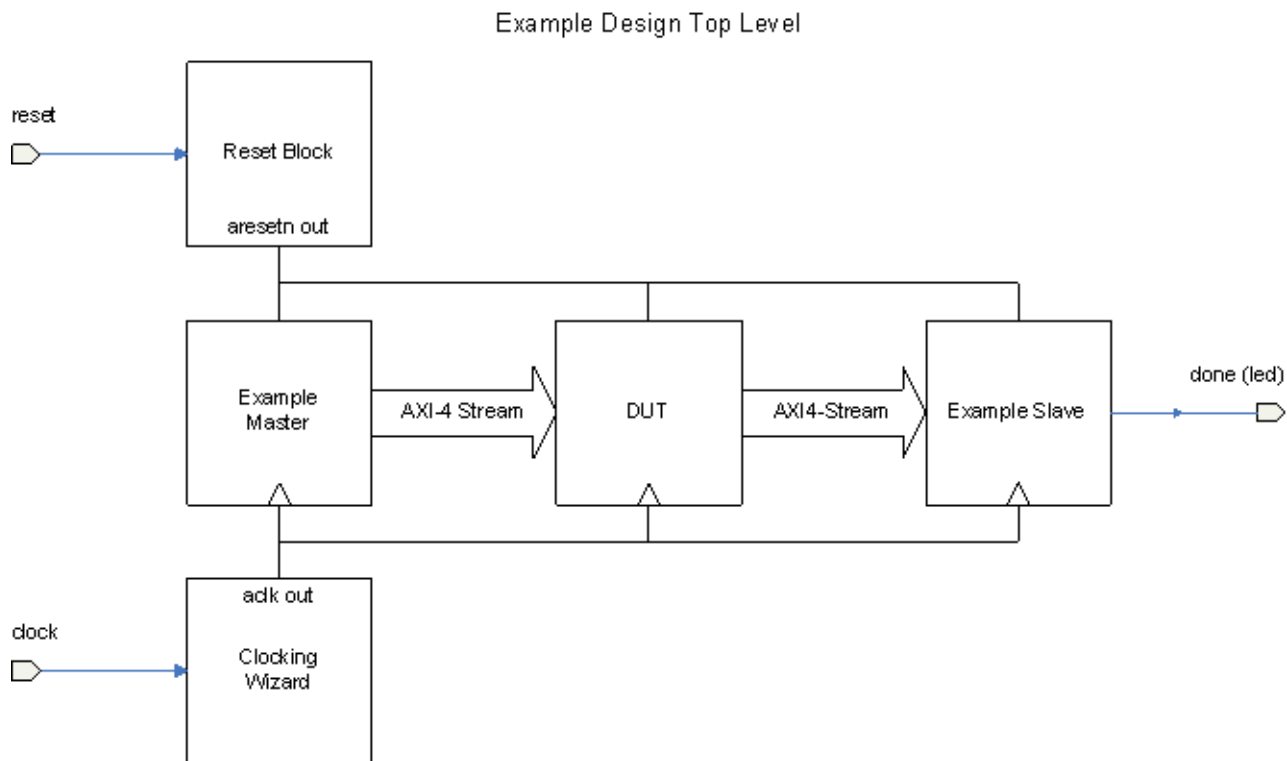 Example Design Top Level
reset
Reset Block
aresetn out
Example
Master
AXI-4 Stream
DUT
AXI4-Stream
Example Slave
done (led)
aclk out
clock
Clocking
Wizard